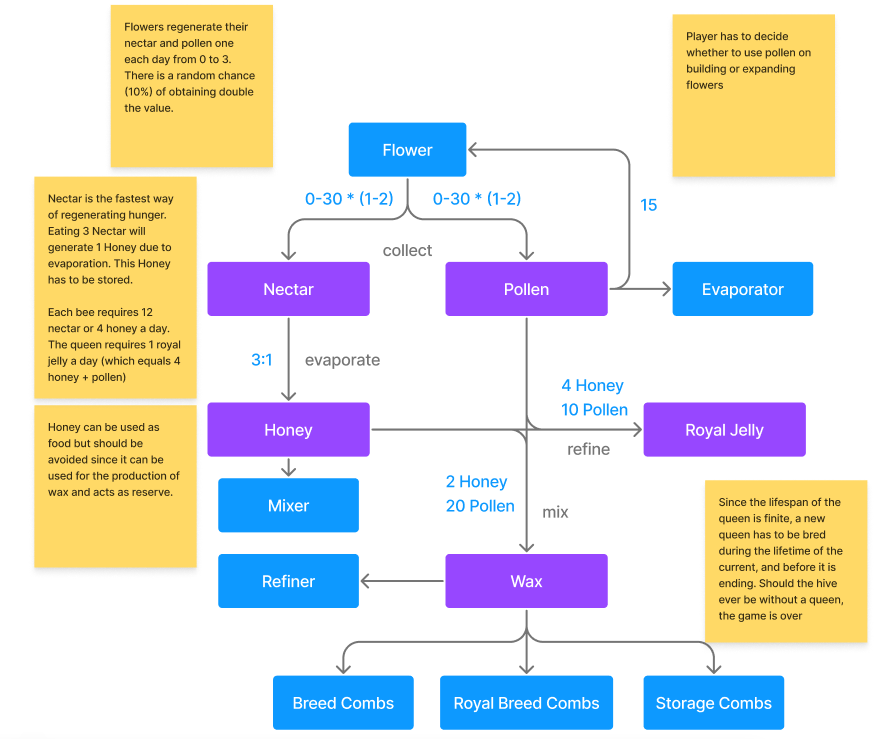 Flowers regenerate their
nectar and pollen one
each day from 0 to 3.
There is a random chance
(10%) of obtaining double
the value.
Player has to decide
whether to use pollen on
building or expanding
flowers
Flower
0-30 * (1-2)
0-30 * (1-2)
15
collect
Nectar is the fastest way
of regenerating hunger.
Eating 3 Nectar will
generate 1 Honey due to
evaporation. This Honey
has to be stored.
Each bee requires 12
nectar or 4 honey a day.
The queen requires 1 royal
jelly a day (which equals 4
honey + pollen)
Nectar
Pollen
Evaporator
3:1
evaporate
4 Honey
10 Pollen
Honey can be used as
food but should be
avoided since it can be
used for the production of
wax and acts as reserve.
Honey
Royal Jelly
refine
2 Honey
20 Pollen
mix
Mixer
Since the lifespan of the
queen is finite, a new
queen has to be bred
during the lifetime of the
current, and before it is
ending. Should the hive
ever be without a queen,
the game is over
Refiner
Wax
Breed Combs
Royal Breed Combs
Storage Combs